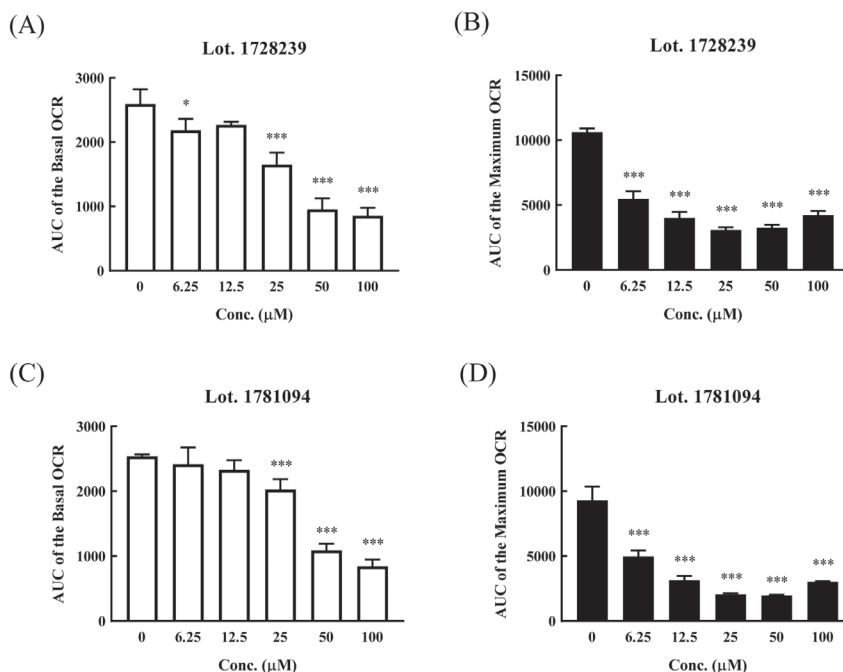 (A)
Lot. 1728239
AUC of the Basal OCR
3000
2000
1000
0
*
***
***
***
0 6.25 12.5 25 50 100
Conc. (μM)
(B)
Lot. 1728239
AUC of the Maximum OCR
15000
10000
5000
0
***
***
***
***
***
0 6.25 12.5 25 50 100
Conc. (μM)
(C)
Lot. 1781094
AUC of the Basal OCR
3000
2000
1000
0
***
***
***
0 6.25 12.5 25 50 100
Conc. (μM)
(D)
Lot. 1781094
AUC of the Maximum OCR
15000
10000
5000
0
***
***
***
***
***
0 6.25 12.5 25 50 100
Conc. (μM)